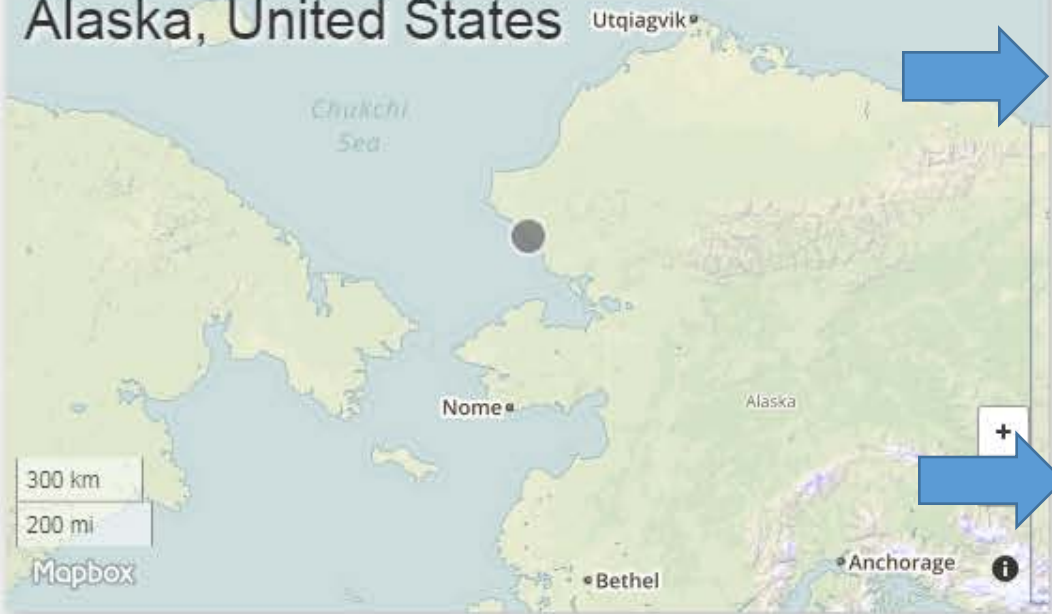 Alaska, United States
Utqiagvik
Chukchi
Sea
Nome
Alaska
+
300 km
200 mi
Mapbox
Anchorage
i
Bethel